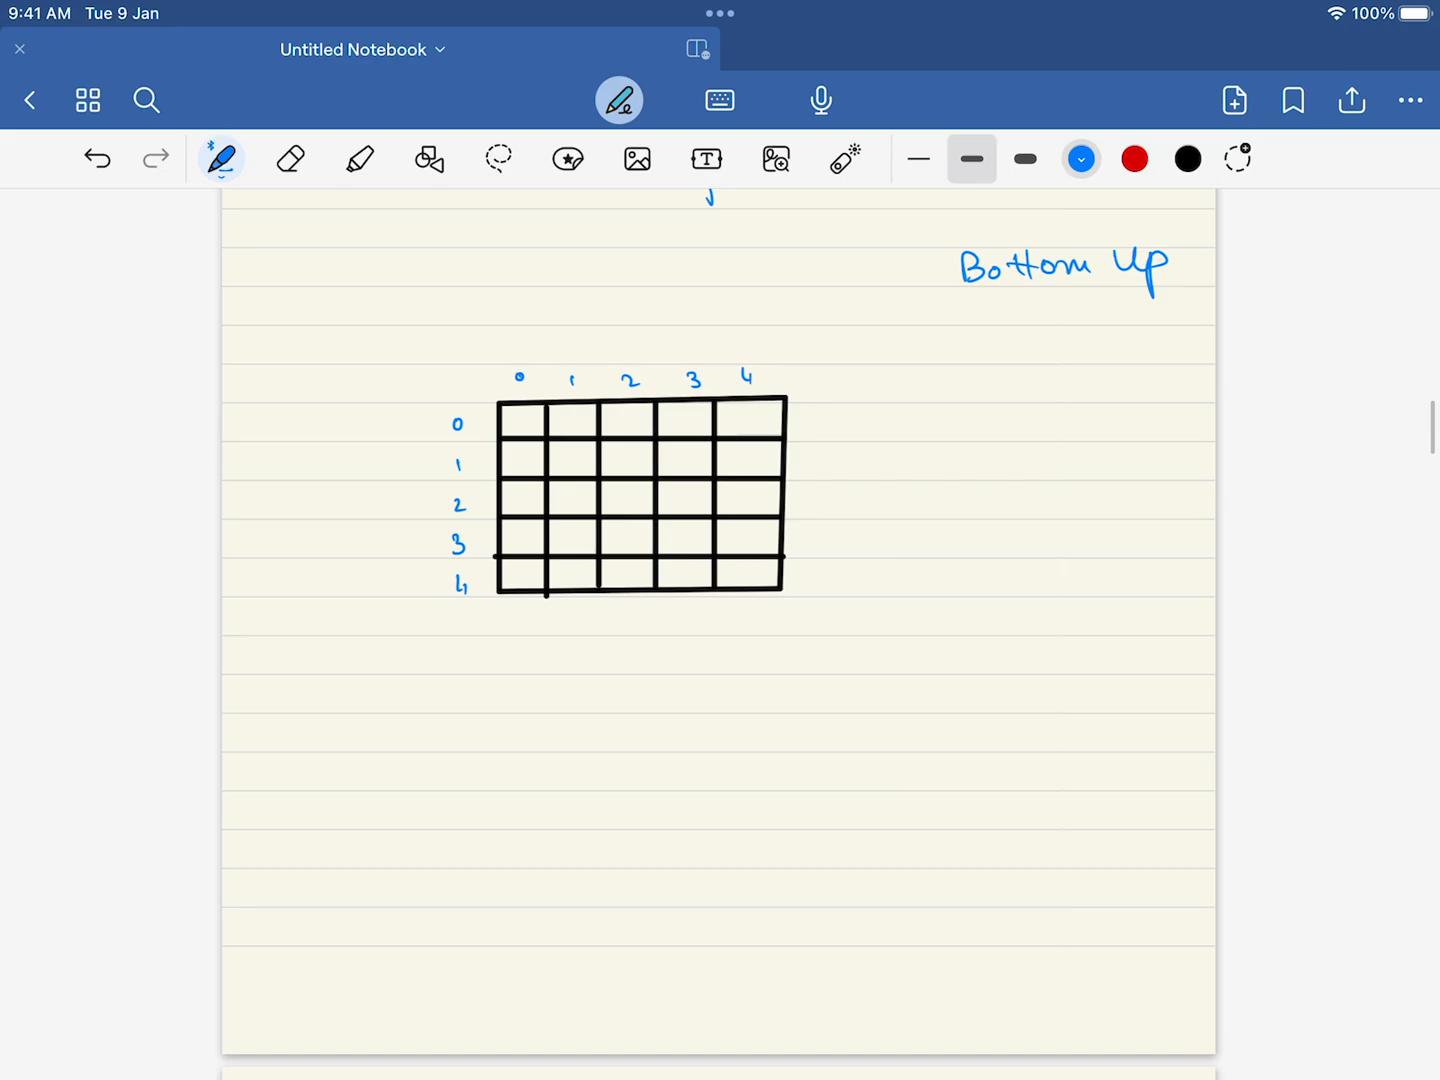 9:41 AM Tue 9 Jan
100%
Untitled Notebook
Bottom Up
0 1 2 3 4
0
1
2
3
4